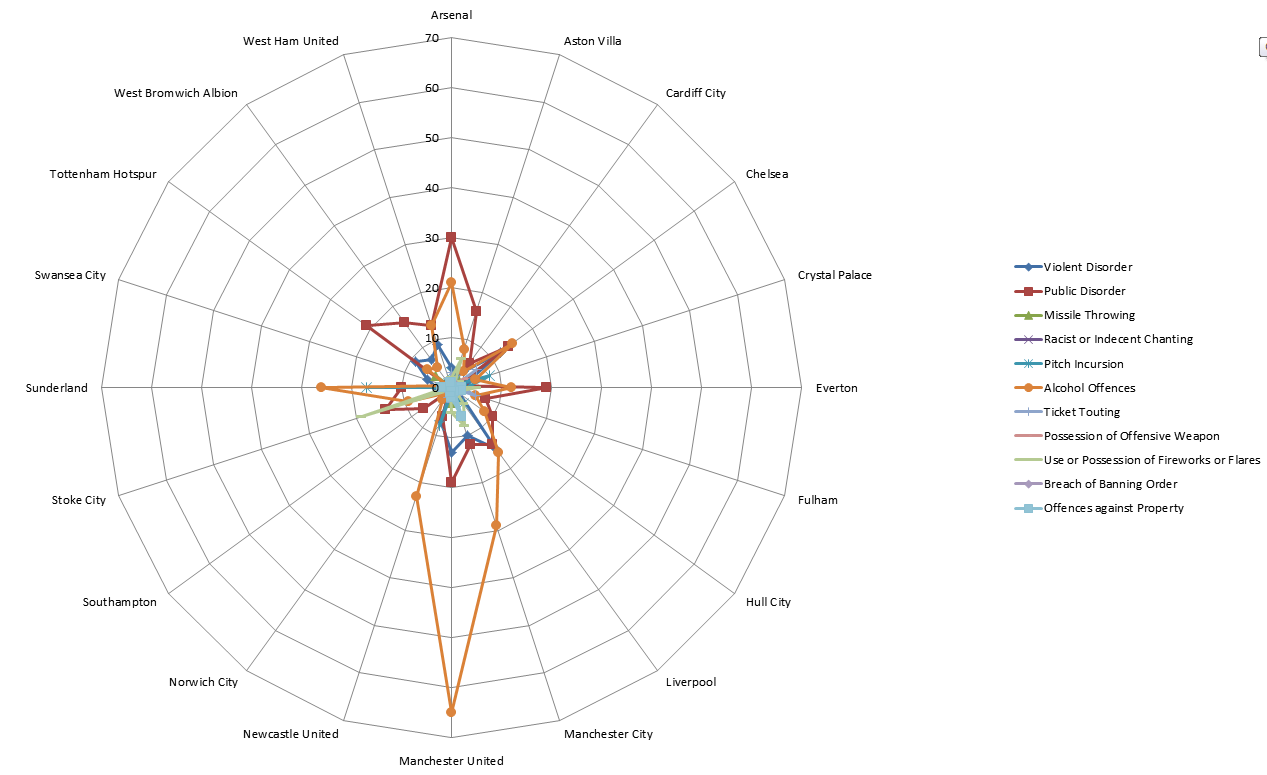 Arsenal
Aston Villa
Cardiff City
Chelsea
Crystal Palace
Everton
Fulham
Hull City
Liverpool
Manchester City
Manchester United
Newcastle United
Norwich City
Southampton
Stoke City
Sunderland
Swansea City
Tottenham Hotspur
West Bromwich Albion
West Ham United
70
60
50
40
30
20
10
0
Violent Disorder
Public Disorder
Missile Throwing
Racist or Indecent Chanting
Pitch Incursion
Alcohol Offences
Ticket Touting
Possession of Offensive Weapon
Use or Possession of Fireworks or Flares
Breach of Banning Order
Offences against Property